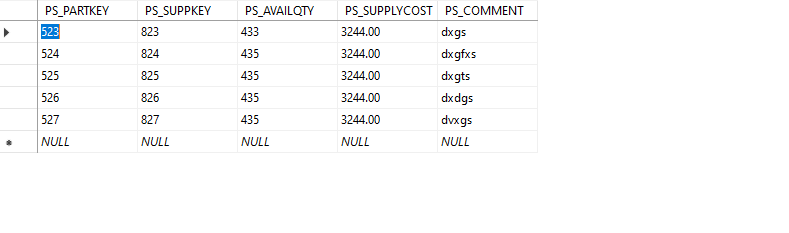 PS_PARTKEY PS_SUPPKEY PS_AVAILQTY PS_SUPPLYCOST PS_COMMENT
523 823 433 3244.00 dxgs
524 824 435 3244.00 dxgfxs
525 825 435 3244.00 dxgts
526 826 435 3244.00 dxdgs
527 827 435 3244.00 dvxgs
NULL NULL NULL NULL NULL